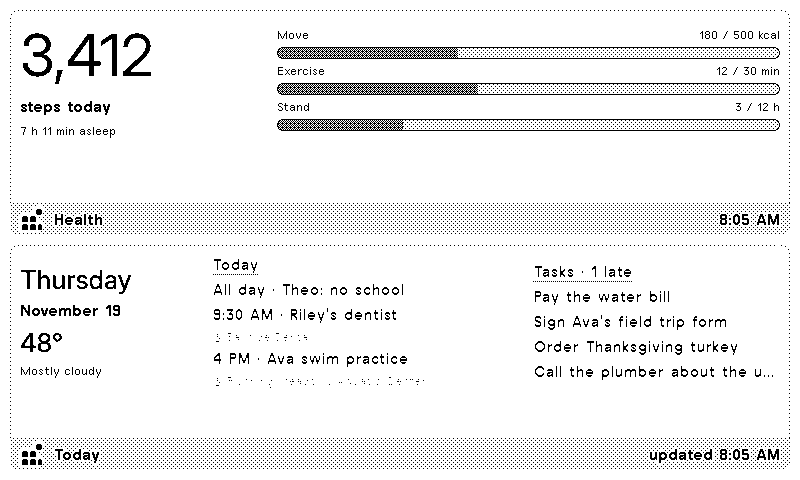 3,412
steps today
7 h 11 min asleep
Move 180 / 500 kcal
Exercise 12 / 30 min
Stand 3 / 12 h
Health 8:05 AM
Thursday
November 19
48°
Mostly cloudy
Today
All day · Theo: no school
9:30 AM · Riley's dentist
4 PM · Ava swim practice
Tasks · 1 late
Pay the water bill
Sign Ava's field trip form
Order Thanksgiving turkey
Call the plumber about the u...
Today updated 8:05 AM